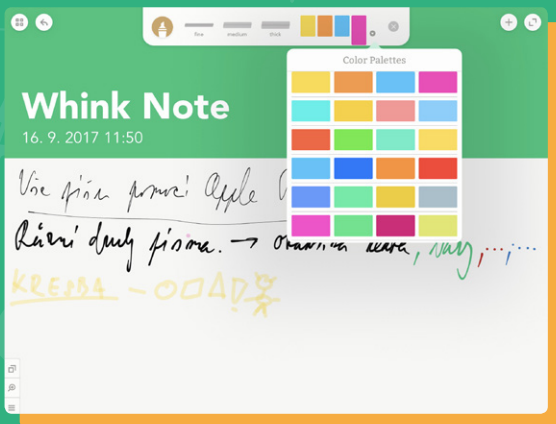 fine medium thick
Color Palettes
Whink Note
16. 9. 2017 11:50
Vše píšu pomocí Apple
Různí druhy písma. →
KRESBA –